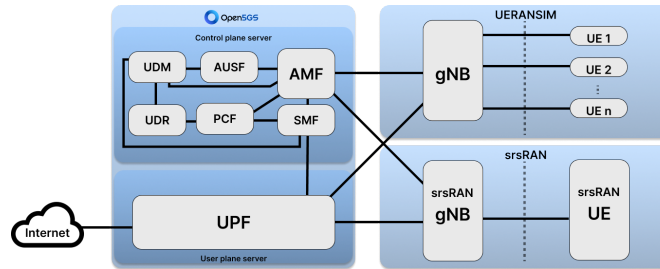 Open5GS
UERANSIM
Control plane server
UDM
AUSF
AMF
UDR
PCF
SMF
gNB
UE 1
UE 2
UE n
srsRAN
srsRAN
gNB
srsRAN
UE
UPF
Internet
User plane server